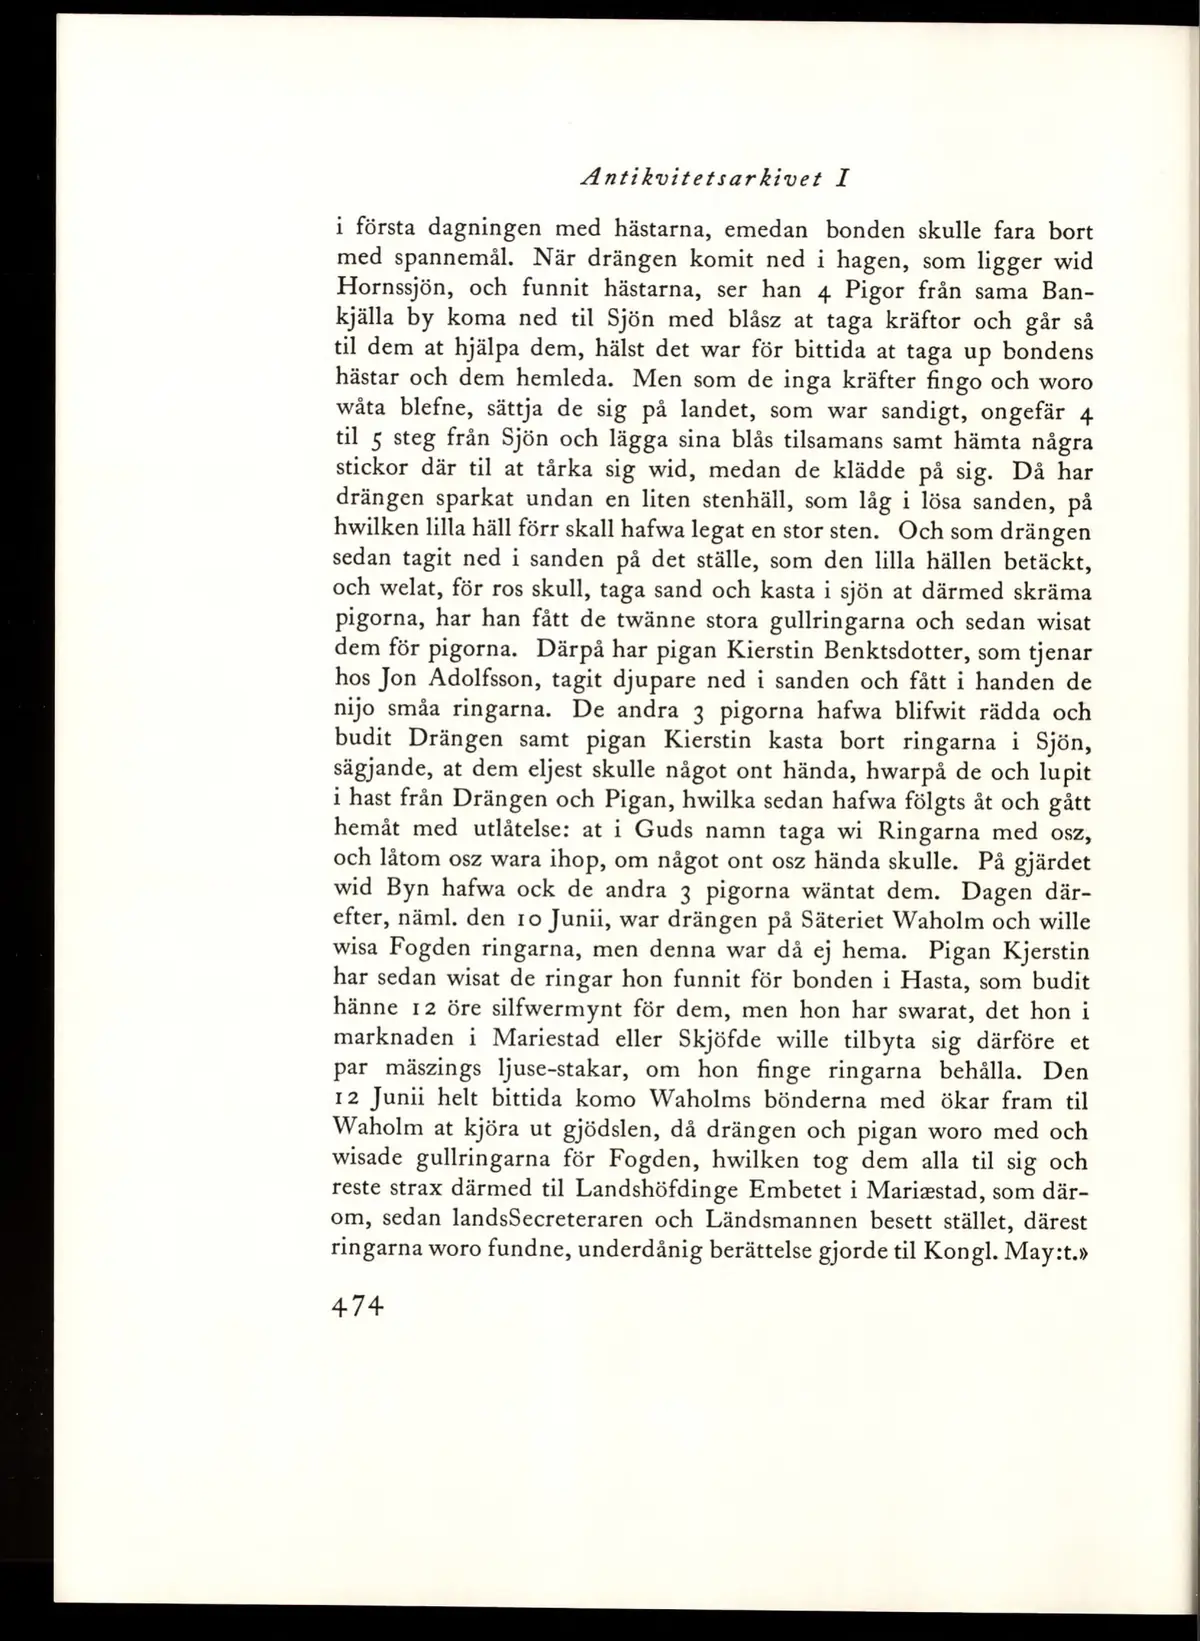 Antikvitetsarkivet I
i första dagningen med hästarna, emedan bonden skulle fara bort
med spannemål. När drängen komit ned i hagen, som ligger wid
Hornssjön, och funnit hästarna, ser han 4 Pigor från sama Ban-
kjälla by koma ned til Sjön med blåsz at taga kräftor och går så
til dem at hjälpa dem, hälst det war för bittida at taga up bondens
hästar och dem hemleda. Men som de inga kräfter fingo och woro
wåta blefne, sättja de sig på landet, som war sandigt, ongefär 4
til 5 steg från Sjön och lägga sina blås tilsamans samt hämta några
stickor där til at tårka sig wid, medan de klädde på sig. Då har
drängen sparkat undan en liten stenhäll, som låg i lösa sanden, på
hwilken lilla häll förr skall hafwa legat en stor sten. Och som drängen
sedan tagit ned i sanden på det ställe, som den lilla hällen betäckt,
och welat, för ros skull, taga sand och kasta i sjön at därmed skräma
pigorna, har han fått de twänne stora gullringarna och sedan wisat
dem för pigorna. Därpå har pigan Kierstin Benktsdotter, som tjenar
hos Jon Adolfsson, tagit djupare ned i sanden och fått i handen de
nijo småa ringarna. De andra 3 pigorna hafwa blifwit rädda och
budit Drängen samt pigan Kierstin kasta bort ringarna i Sjön,
sägjande, at dem eljest skulle något ont hända, hwarpå de och lupit
i hast från Drängen och Pigan, hwilka sedan hafwa fölgts åt och gått
hemåt med utlåtelse: at i Guds namn taga wi Ringarna med osz,
och låtom osz wara ihop, om något ont osz hända skulle. På gjärdet
wid Byn hafwa ock de andra 3 pigorna wäntat dem. Dagen där-
efter, näml. den 10 Junii, war drängen på Säteriet Waholm och wille
wisa Fogden ringarna, men denna war då ej hema. Pigan Kjerstin
har sedan wisat de ringar hon funnit för bonden i Hasta, som budit
hänne 12 öre silfwermynt för dem, men hon har swarat, det hon i
marknaden i Mariestad eller Skjöfde wille tilbyta sig därföre et
par mäszings ljuse-stakar, om hon finge ringarna behålla. Den
12 Junii helt bittida komo Waholms bönderna med ökar fram til
Waholm at kjöra ut gjödslen, då drängen och pigan woro med och
wisade gullringarna för Fogden, hwilken tog dem alla til sig och
reste strax därmed til Landshöfdinge Embetet i Mariæstad, som där-
om, sedan landsSecreteraren och Ländsmannen besett stället, därest
ringarna woro fundne, underdånig berättelse gjorde til Kongl. May:t.»
474